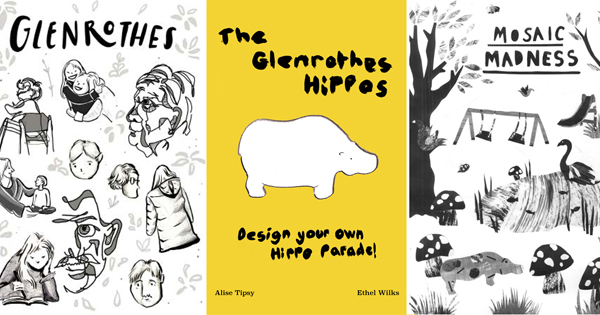 GLENROTHES
The
Glenrothes
Hippos
Design your own
Hippo Parade!
Alise Tipsy
Ethel Wilks
MOSAIC
MADNESS